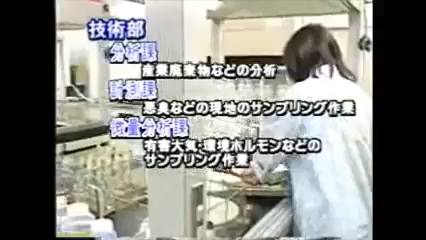 技術部
分析課
産業廃棄物などの分析
計測課
悪臭などの現地のサンプリング作業
微量分析課
有害大気・環境ホルモンなどの
サンプリング作業